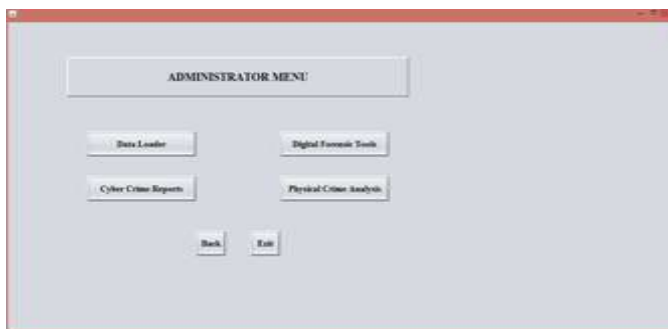 ADMINISTRATOR MENU
Data Loader
Digital Forensic Tools
Cyber Crime Reports
Physical Crime Analysis
Back
Exit